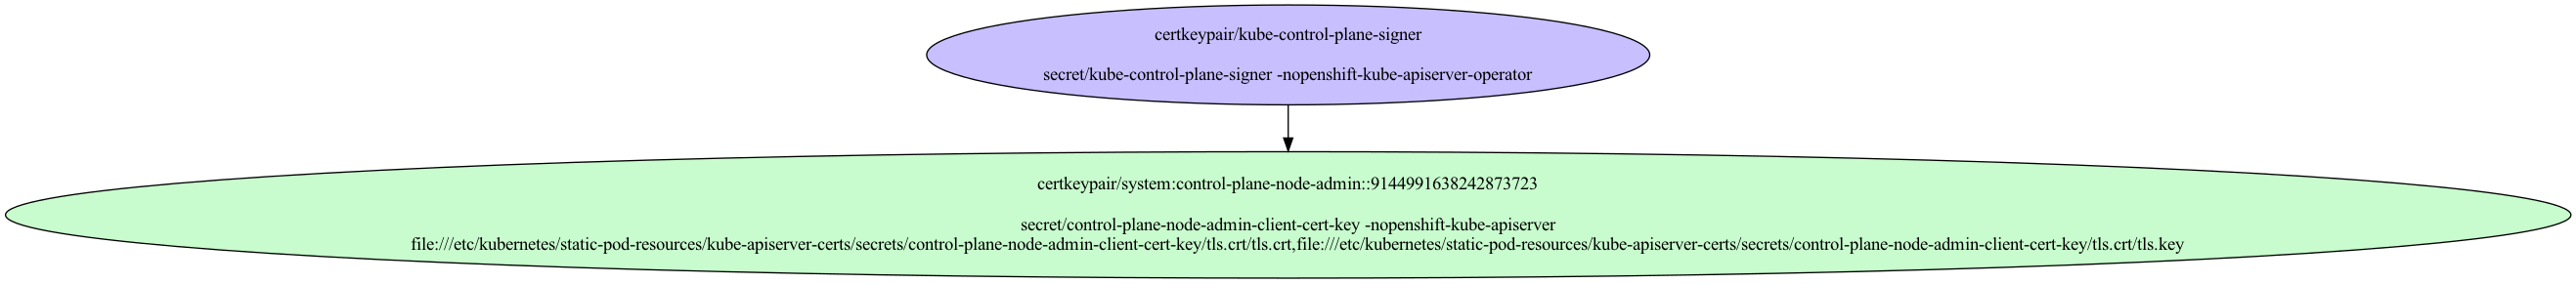 certkeypair/kube-control-plane-signer
secret/kube-control-plane-signer -nopenshift-kube-apiserver-operator
certkeypair/system:control-plane-node-admin::9144991638242873723
secret/control-plane-node-admin-client-cert-key -nopenshift-kube-apiserver
file:///etc/kubernetes/static-pod-resources/kube-apiserver-certs/secrets/control-plane-node-admin-client-cert-key/tls.crt/tls.crt,file:///etc/kubernetes/static-pod-resources/kube-apiserver-certs/secrets/control-plane-node-admin-client-cert-key/tls.crt/tls.key